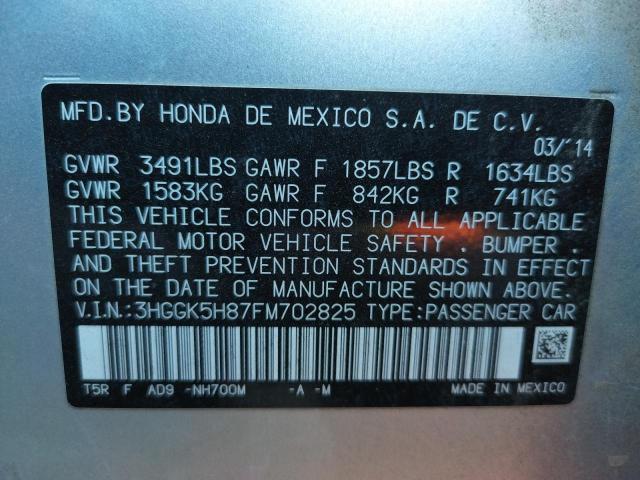 MFD.BY HONDA DE MEXICO S.A. DE C.V.
03/'14
GVWR 3491LBS GAWR F 1857LBS R 1634LBS
GVWR 1583KG GAWR F 842KG R 741KG
THIS VEHICLE CONFORMS TO ALL APPLICABLE
FEDERAL MOTOR VEHICLE SAFETY . BUMPER .
AND THEFT PREVENTION STANDARDS IN EFFECT
ON THE DATE OF MANUFACTURE SHOWN ABOVE.
V.I.N.:3HGGK5H87FM702825 TYPE:PASSENGER CAR
T5R F AD9 -NH700M -A -M MADE IN MEXICO